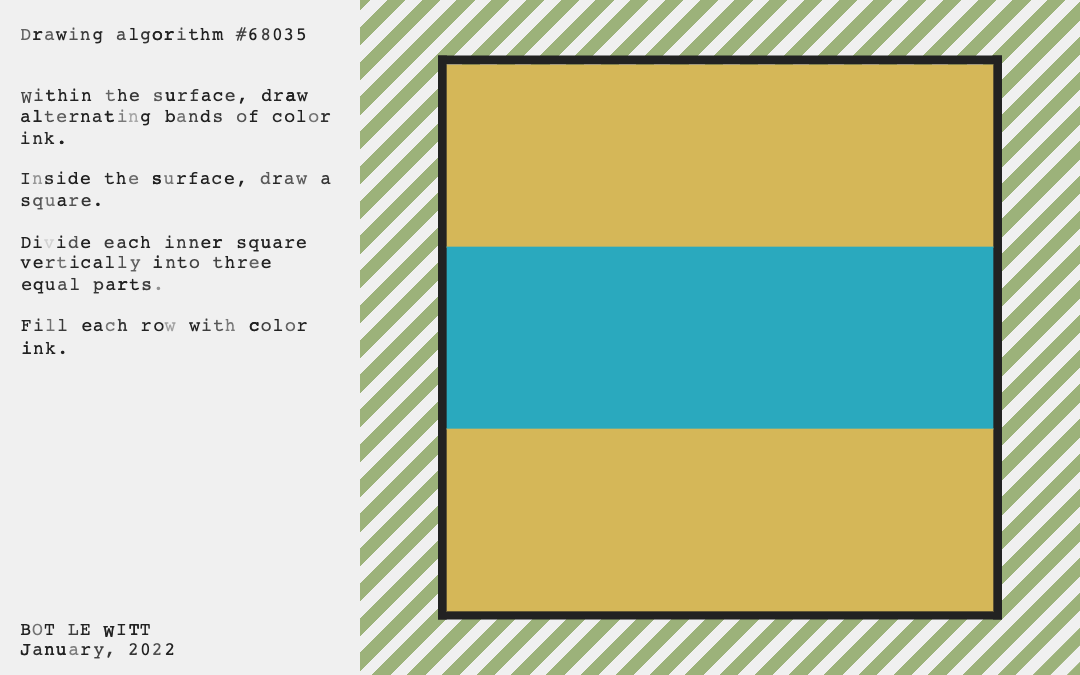 Drawing algorithm #68035
Within the surface, draw
alternating bands of color
ink.
Inside the surface, draw a
square.
Divide each inner square
vertically into three
equal parts.
Fill each row with color
ink.
BOT LE WITT
January, 2022